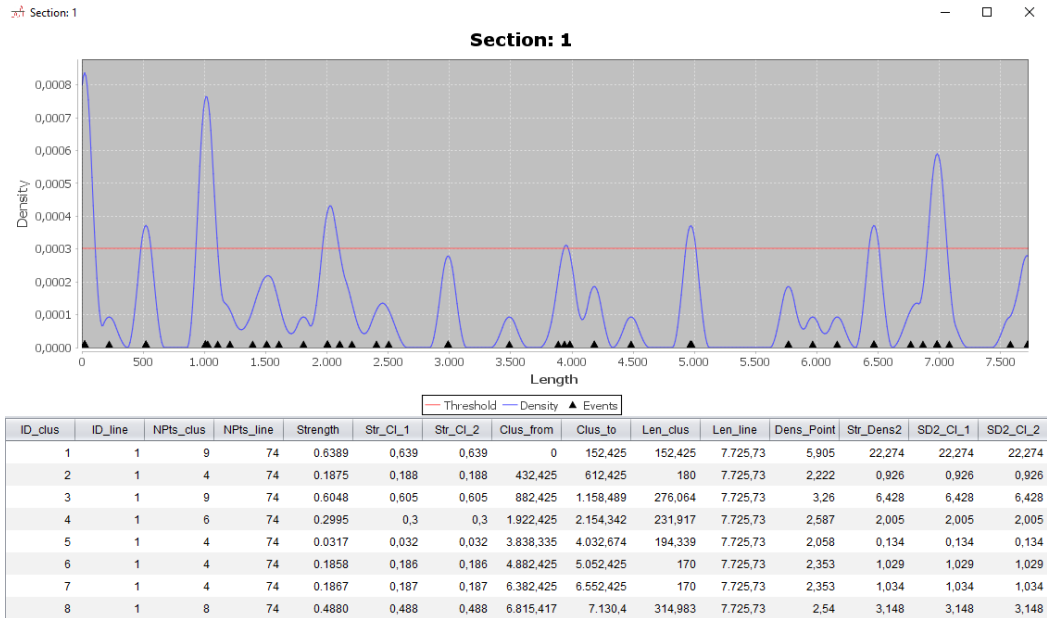 Section: 1
Section: 1
0,0008
0,0007
0,0006
0,0005
0,0004
0,0003
0,0002
0,0001
0,0000
Density
0 500 1.000 1.500 2.000 2.500 3.000 3.500 4.000 4.500 5.000 5.500 6.000 6.500 7.000 7.500
Length
Threshold Density Events
ID_clus ID_line NPts_clus NPts_line Strength Str_CI_1 Str_CI_2 Clus_from Clus_to Len_clus Len_line Dens_Point Str_Dens2 SD2_CI_1 SD2_CI_2
1 1 9 74 0.6389 0,639 0,639 0 152,425 152,425 7.725,73 5,905 22,274 22,274 22,274
2 1 4 74 0.1875 0,188 0,188 432,425 612,425 180 7.725,73 2,222 0,926 0,926 0,926
3 1 9 74 0.6048 0,605 0,605 882,425 1.158,489 276,064 7.725,73 3,26 6,428 6,428 6,428
4 1 6 74 0.2995 0,3 0,3 1.922,425 2.154,342 231,917 7.725,73 2,587 2,005 2,005 2,005
5 1 4 74 0.0317 0,032 0,032 3.838,335 4.032,674 194,339 7.725,73 2,058 0,134 0,134 0,134
6 1 4 74 0.1858 0,186 0,186 4.882,425 5.052,425 170 7.725,73 2,353 1,029 1,029 1,029
7 1 4 74 0.1867 0,187 0,187 6.382,425 6.552,425 170 7.725,73 2,353 1,034 1,034 1,034
8 1 8 74 0.4880 0,488 0,488 6.815,417 7.130,4 314,983 7.725,73 2,54 3,148 3,148 3,148